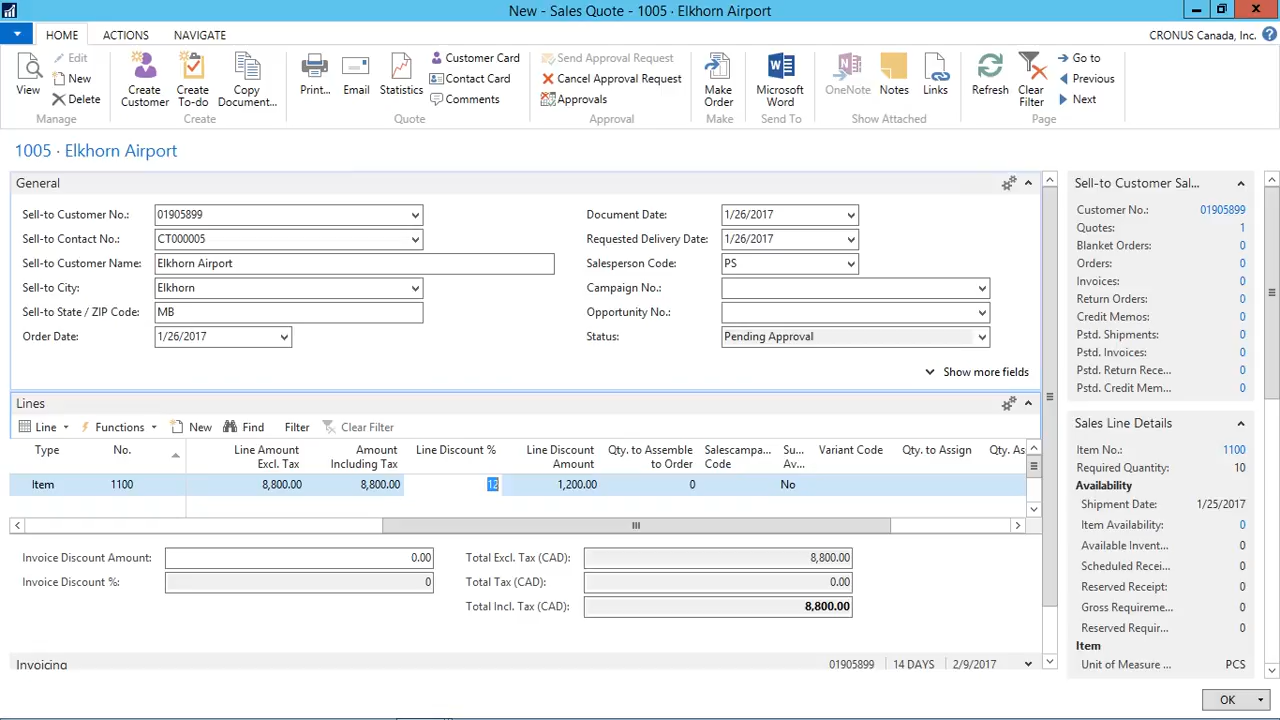 New - Sales Quote - 1005 · Elkhorn Airport
HOME ACTIONS NAVIGATE CRONUS Canada, Inc.
View Edit New Delete Manage
Create Customer Create To-do Copy Document... Create
Print... Email Statistics Customer Card Contact Card Comments Quote
Send Approval Request Cancel Approval Request Approvals Approval
Make Order Make
Microsoft Word Send To
OneNote Notes Links Show Attached
Refresh Clear Filter Go to Previous Next Page
1005 · Elkhorn Airport
General
Sell-to Customer No.: 01905899
Sell-to Contact No.: CT000005
Sell-to Customer Name: Elkhorn Airport
Sell-to City: Elkhorn
Sell-to State / ZIP Code: MB
Order Date: 1/26/2017
Document Date: 1/26/2017
Requested Delivery Date: 1/26/2017
Salesperson Code: PS
Campaign No.:
Opportunity No.:
Status: Pending Approval
Show more fields
Lines
Line Functions New Find Filter Clear Filter
Type No. Line Amount Excl. Tax Amount Including Tax Line Discount % Line Discount Amount Qty. to Assemble to Order Salescampa... Code Su... Av... Variant Code Qty. to Assign Qty. As
Item 1100 8,800.00 8,800.00 12 1,200.00 0 No
Invoice Discount Amount: 0.00
Invoice Discount %: 0
Total Excl. Tax (CAD): 8,800.00
Total Tax (CAD): 0.00
Total Incl. Tax (CAD): 8,800.00
Invoicing 01905899 14 DAYS 2/9/2017
Sell-to Customer Sal...
Customer No.: 01905899
Quotes: 1
Blanket Orders: 0
Orders: 0
Invoices: 0
Return Orders: 0
Credit Memos: 0
Pstd. Shipments: 0
Pstd. Invoices: 0
Pstd. Return Rece... 0
Pstd. Credit Mem... 0
Sales Line Details
Item No.: 1100
Required Quantity: 10
Availability
Shipment Date: 1/25/2017
Item Availability: 0
Available Invent... 0
Scheduled Recei... 0
Reserved Receipt: 0
Gross Requireme... 0
Reserved Requir... 0
Item
Unit of Measure ... PCS
OK